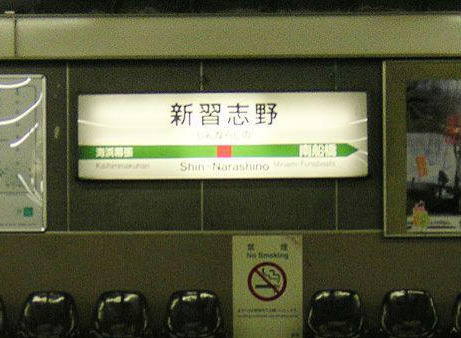 新習志野
しんならしの
海浜幕張 南船橋
Kaihimmakuhari Shin-Narashino Minami-Funabashi
禁 煙
No Smoking